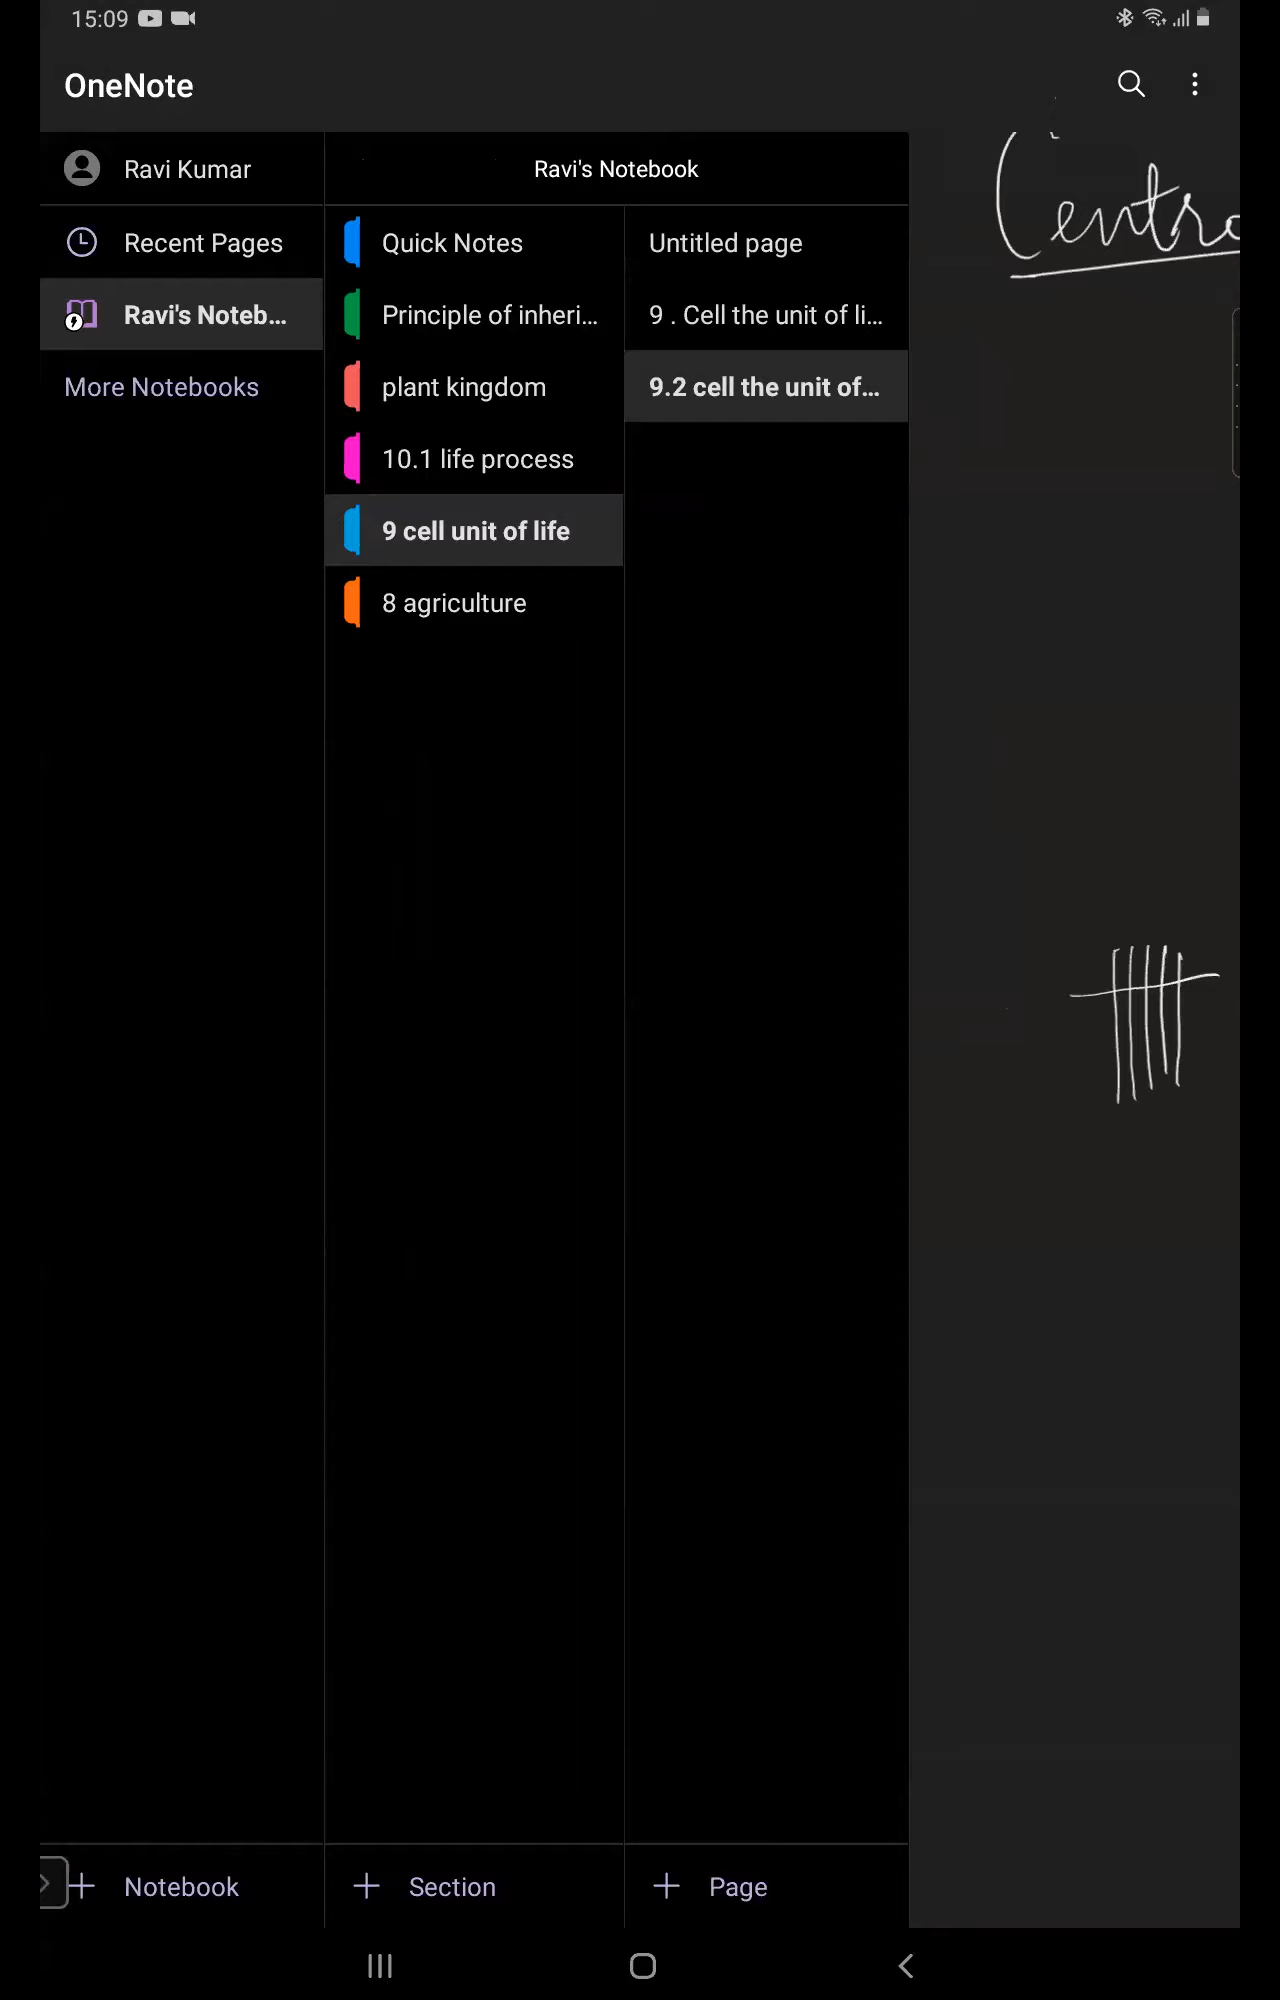 15:09
OneNote
Ravi Kumar
Ravi's Notebook
Recent Pages
Quick Notes
Untitled page
Ravi's Noteb...
Principle of inheri...
9 . Cell the unit of li...
More Notebooks
plant kingdom
9.2 cell the unit of...
10.1 life process
9 cell unit of life
8 agriculture
Centro
Notebook
Section
Page